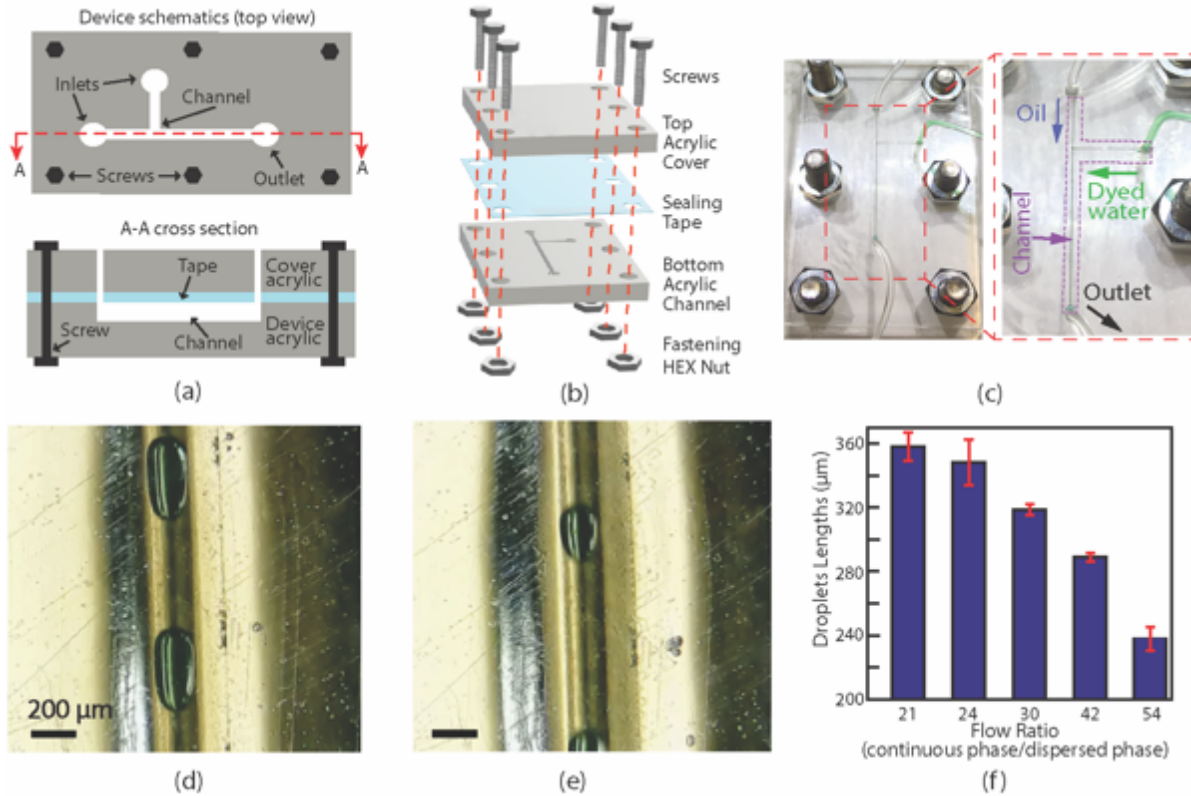 Device schematics (top view)
Inlets
Channel
A
A
Screws
Outlet
A-A cross section
Tape
Cover acrylic
Screw
Channel
Device acrylic
(a)
Screws
Top
Acrylic
Cover
Sealing
Tape
Bottom
Acrylic
Channel
Fastening
HEX Nut
(b)
Oil
Dyed
water
Channel
Outlet
(c)
200 μm
(d)
(e)
Droplets Lengths (μm)
360
320
280
240
200
21 24 30 42 54
Flow Ratio
(continuous phase/dispersed phase)
(f)